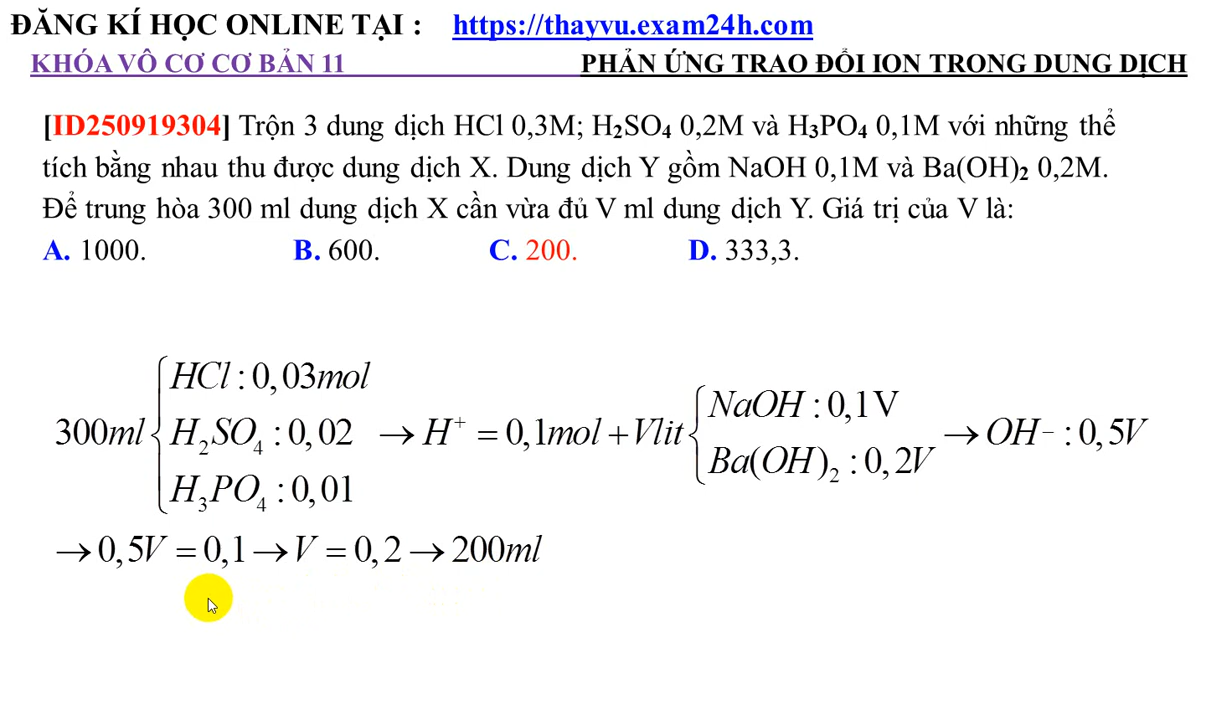 ĐĂNG KÍ HỌC ONLINE TẠI : https://thayvu.exam24h.com
KHÓA VÔ CƠ CƠ BẢN 11 PHẢN ỨNG TRAO ĐỔI ION TRONG DUNG DỊCH
[ID250919304] Trộn 3 dung dịch HCl 0,3M; H₂SO₄ 0,2M và H₃PO₄ 0,1M với những thể
tích bằng nhau thu được dung dịch X. Dung dịch Y gồm NaOH 0,1M và Ba(OH)₂ 0,2M.
Để trung hòa 300 ml dung dịch X cần vừa đủ V ml dung dịch Y. Giá trị của V là:
A. 1000. B. 600. C. 200. D. 333,3.
300ml { HCl : 0,03mol
H₂SO₄ : 0,02
H₃PO₄ : 0,01
→ H⁺ = 0,1mol + Vlit { NaOH : 0,1V
Ba(OH)₂ : 0,2V
→ OH⁻ : 0,5V
→ 0,5V = 0,1 → V = 0,2 → 200ml